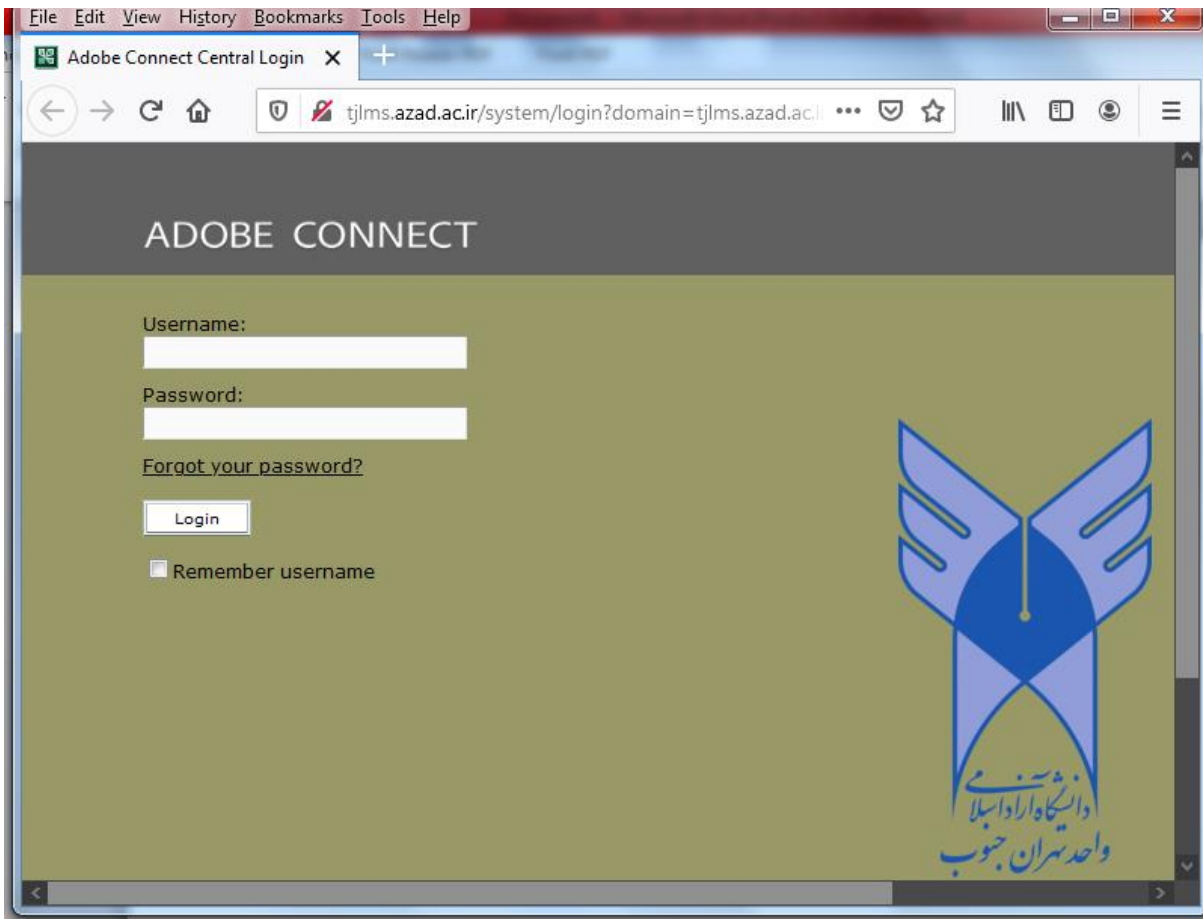 File Edit View History Bookmarks Tools Help
Adobe Connect Central Login
tjlms.azad.ac.ir/system/login?domain=tjlms.azad.ac.i
ADOBE CONNECT
Username:
Password:
Forgot your password?
Login
Remember username
دانشگاه آزاد اسلامی
واحد تهران جنوب